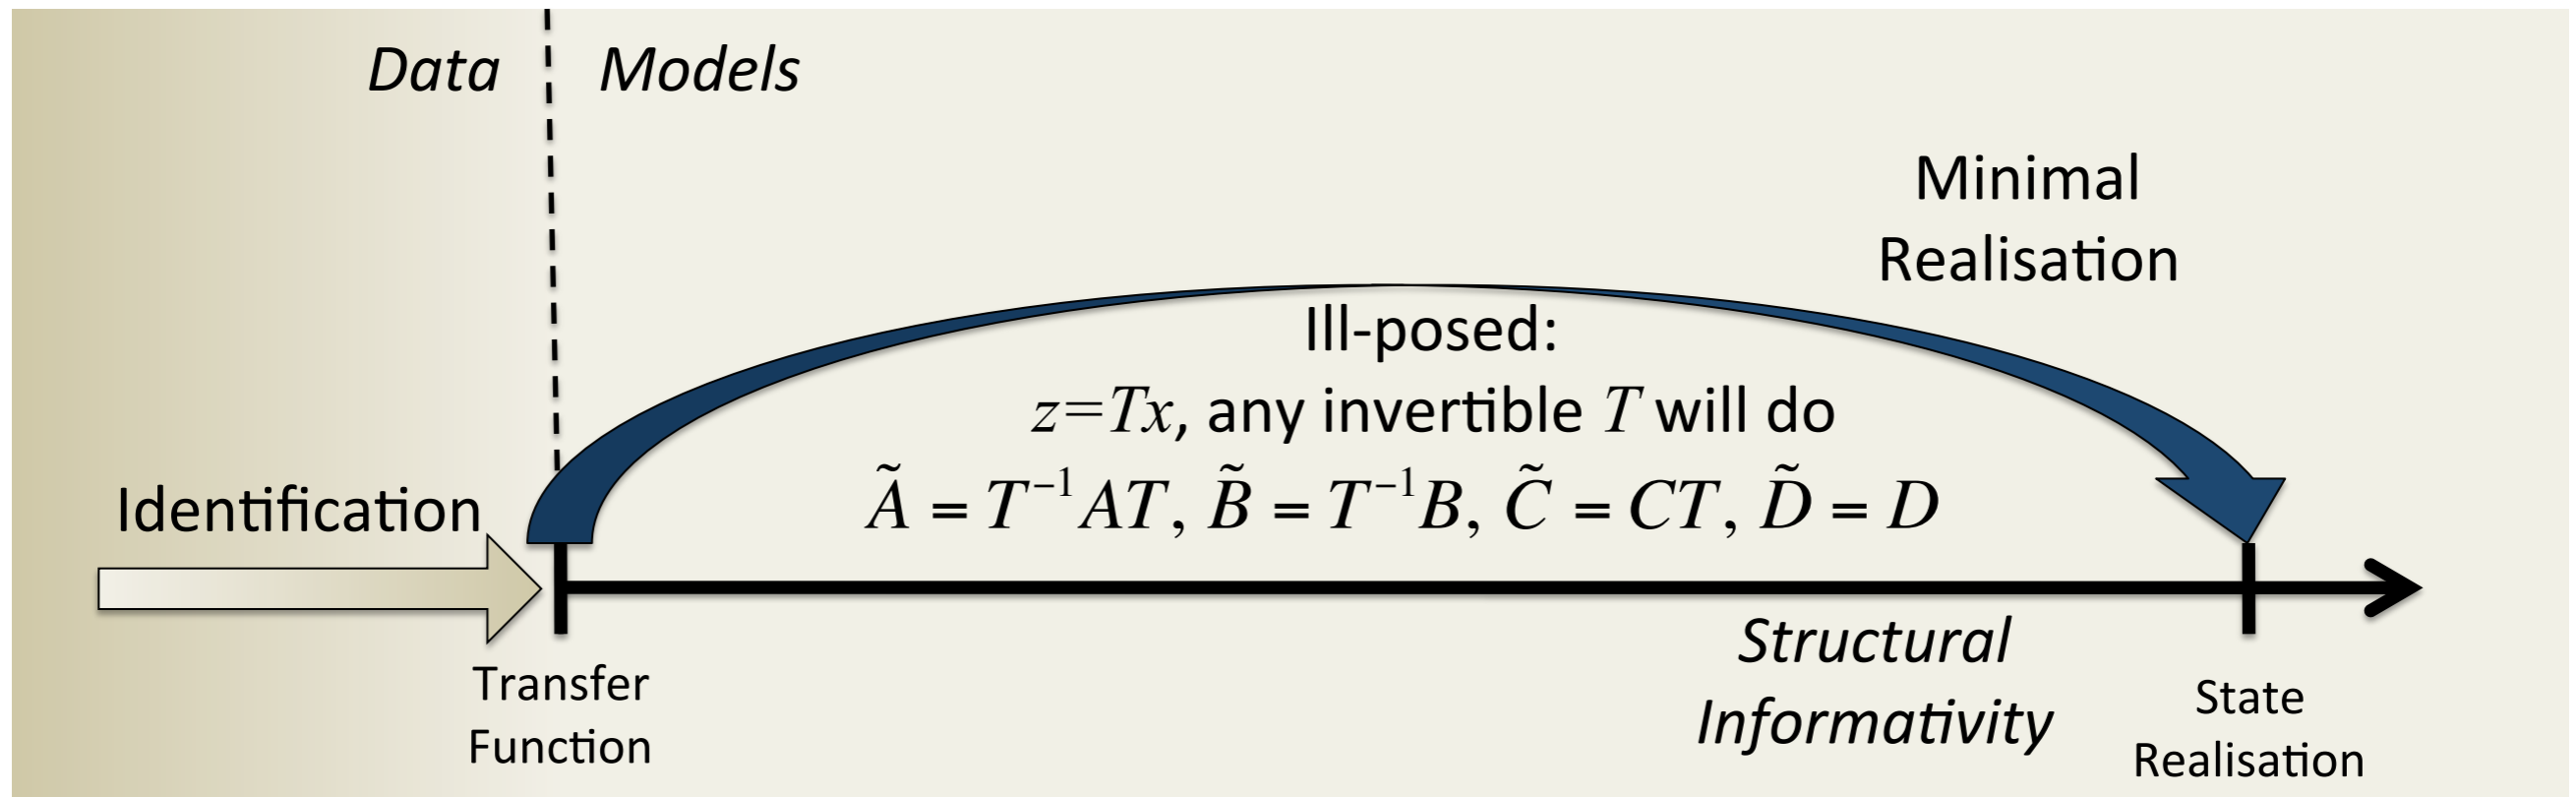 Data
Models
Minimal
Realisation
Ill-posed:
z=Tx, any invertible T will do
Ã = T⁻¹AT, B̃ = T⁻¹B, C̃ = CT, D̃ = D
Identification
Structural
Informativity
Transfer
Function
State
Realisation